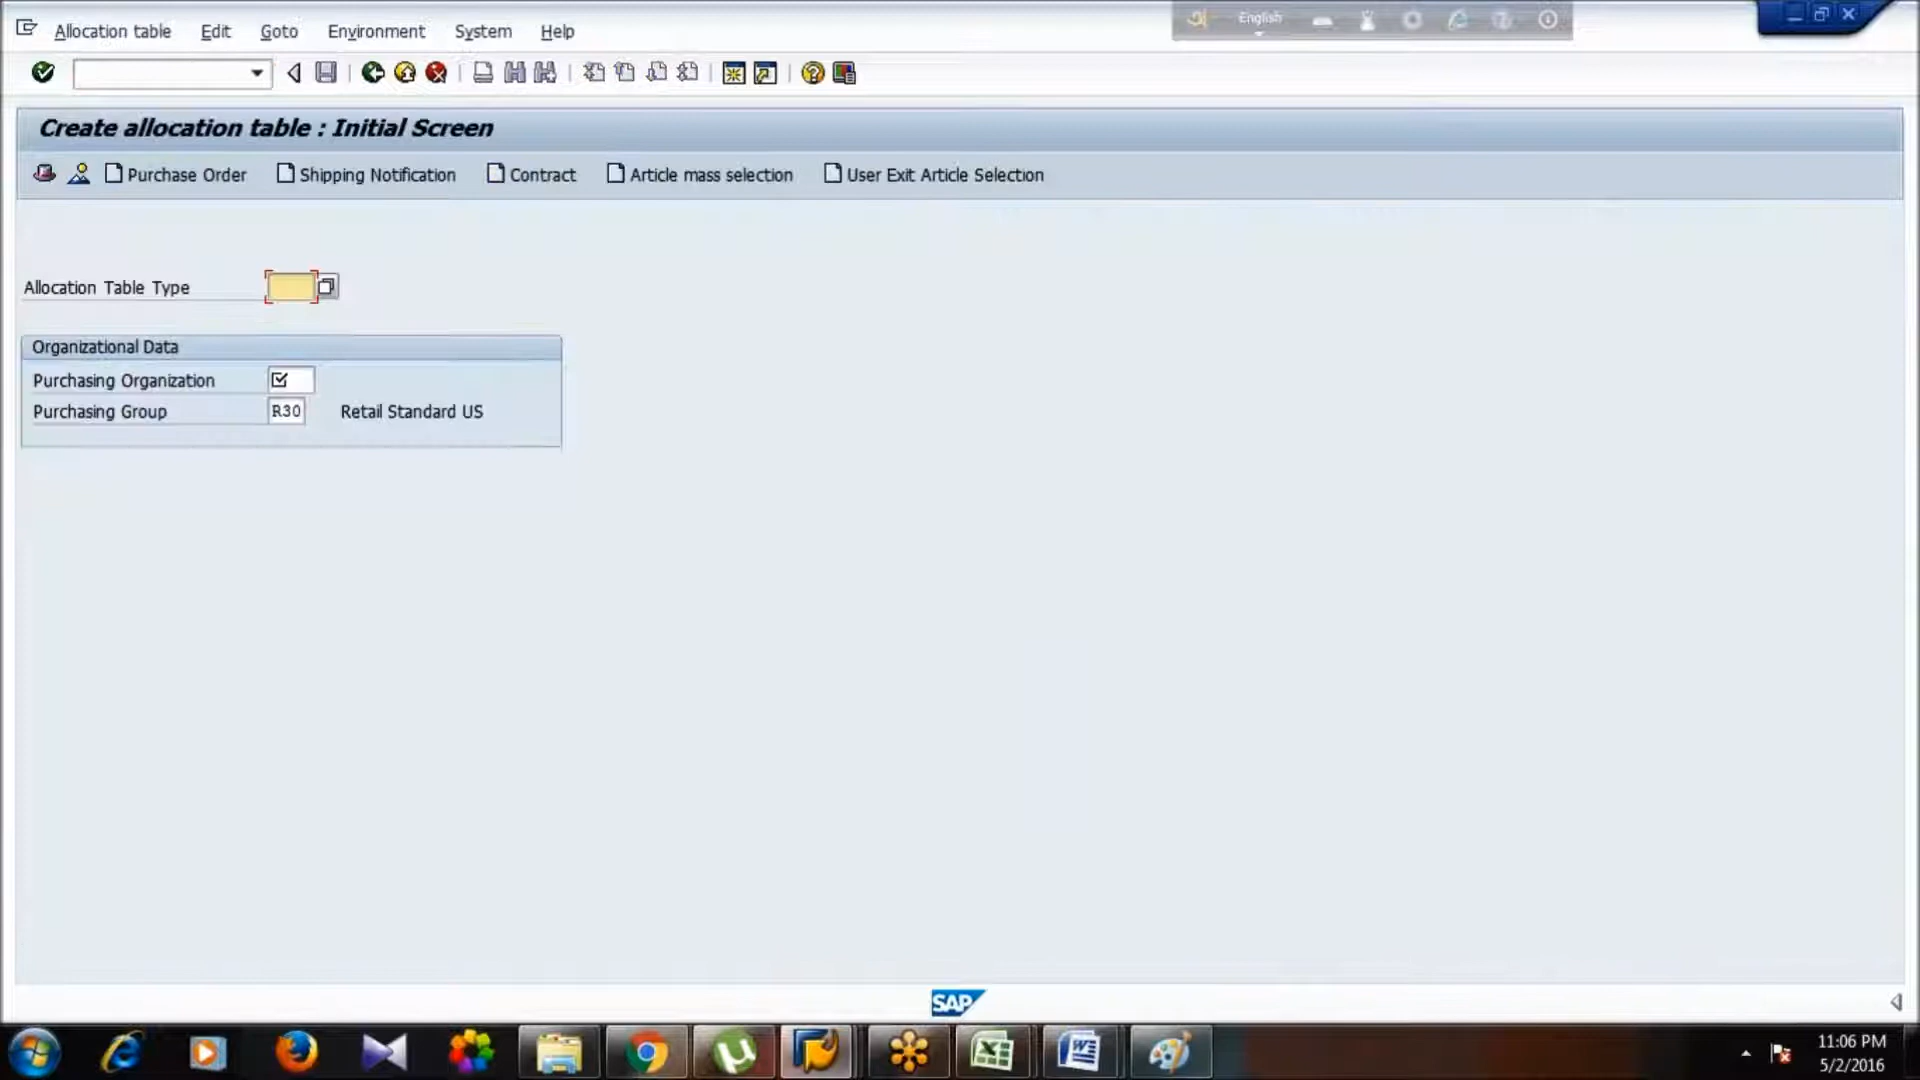 Allocation table Edit Goto Environment System Help
English
Create allocation table : Initial Screen
Purchase Order Shipping Notification Contract Article mass selection User Exit Article Selection
Allocation Table Type
Organizational Data
Purchasing Organization
Purchasing Group R30 Retail Standard US
SAP
11:06 PM
5/2/2016